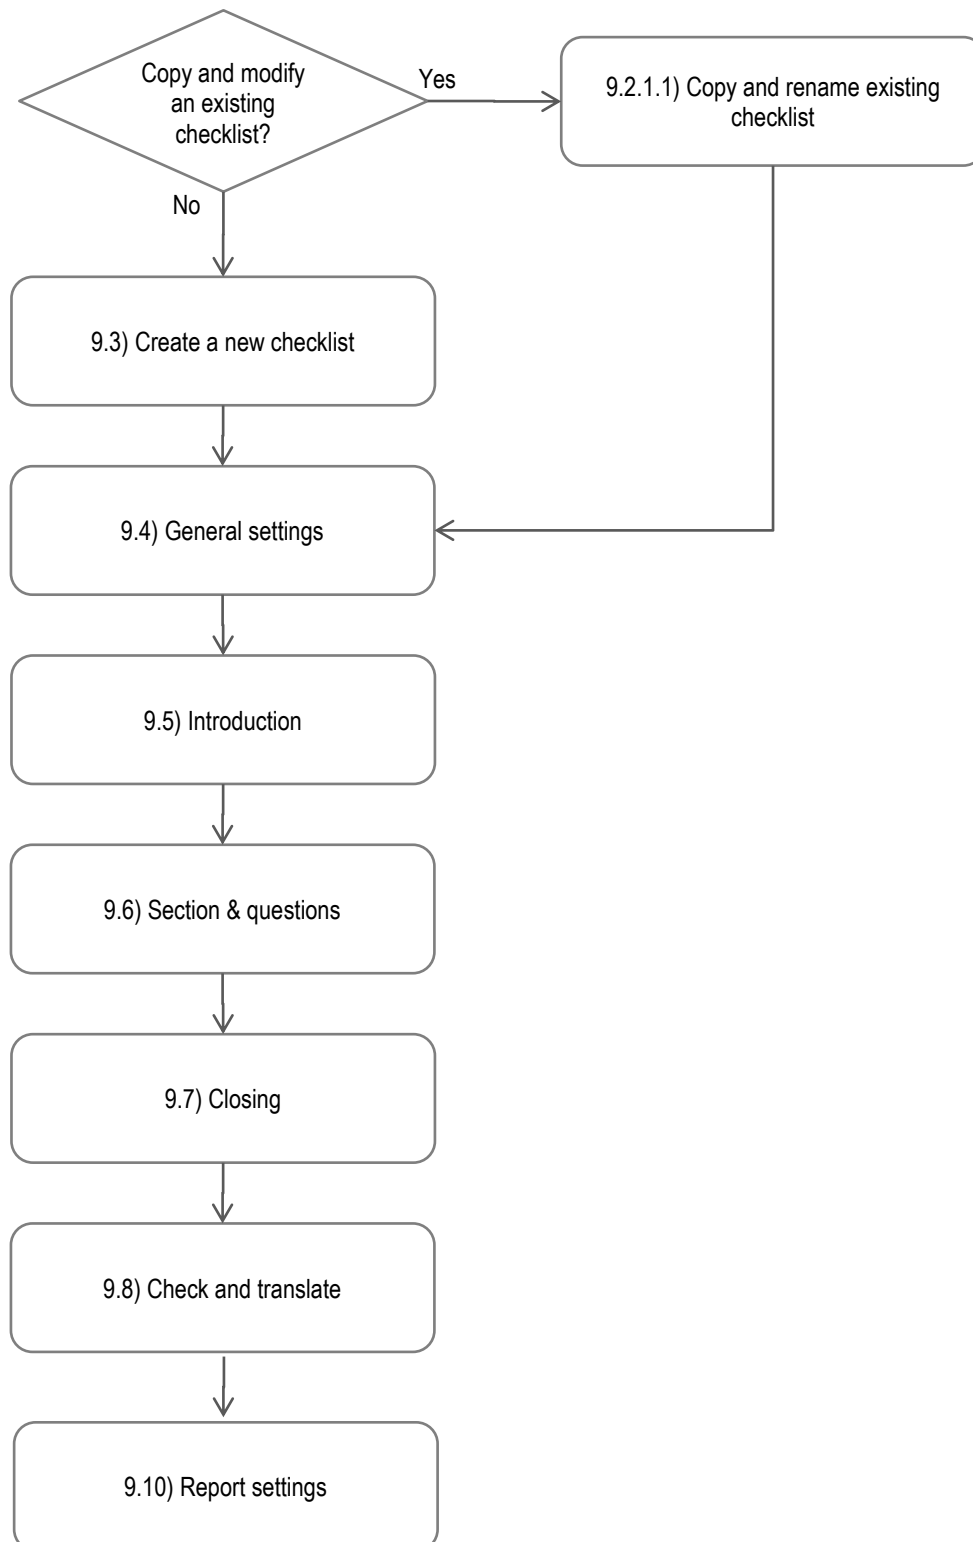 Copy and modify
an existing
checklist?
Yes
9.2.1.1) Copy and rename existing
checklist
No
9.3) Create a new checklist
9.4) General settings
9.5) Introduction
9.6) Section & questions
9.7) Closing
9.8) Check and translate
9.10) Report settings